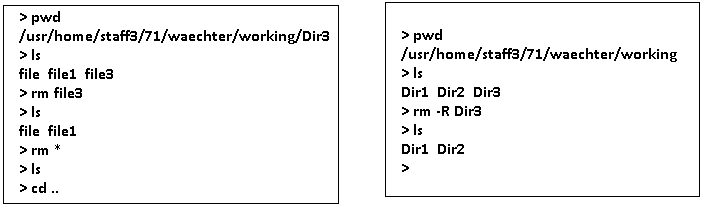 > pwd
/usr/home/staff3/71/waechter/working/Dir3
> ls
file  file1  file3
> rm file3
> ls
file  file1
> rm *
> ls
> cd ..
> pwd
/usr/home/staff3/71/waechter/working
> ls
Dir1  Dir2  Dir3
> rm -R Dir3
> ls
Dir1  Dir2
>